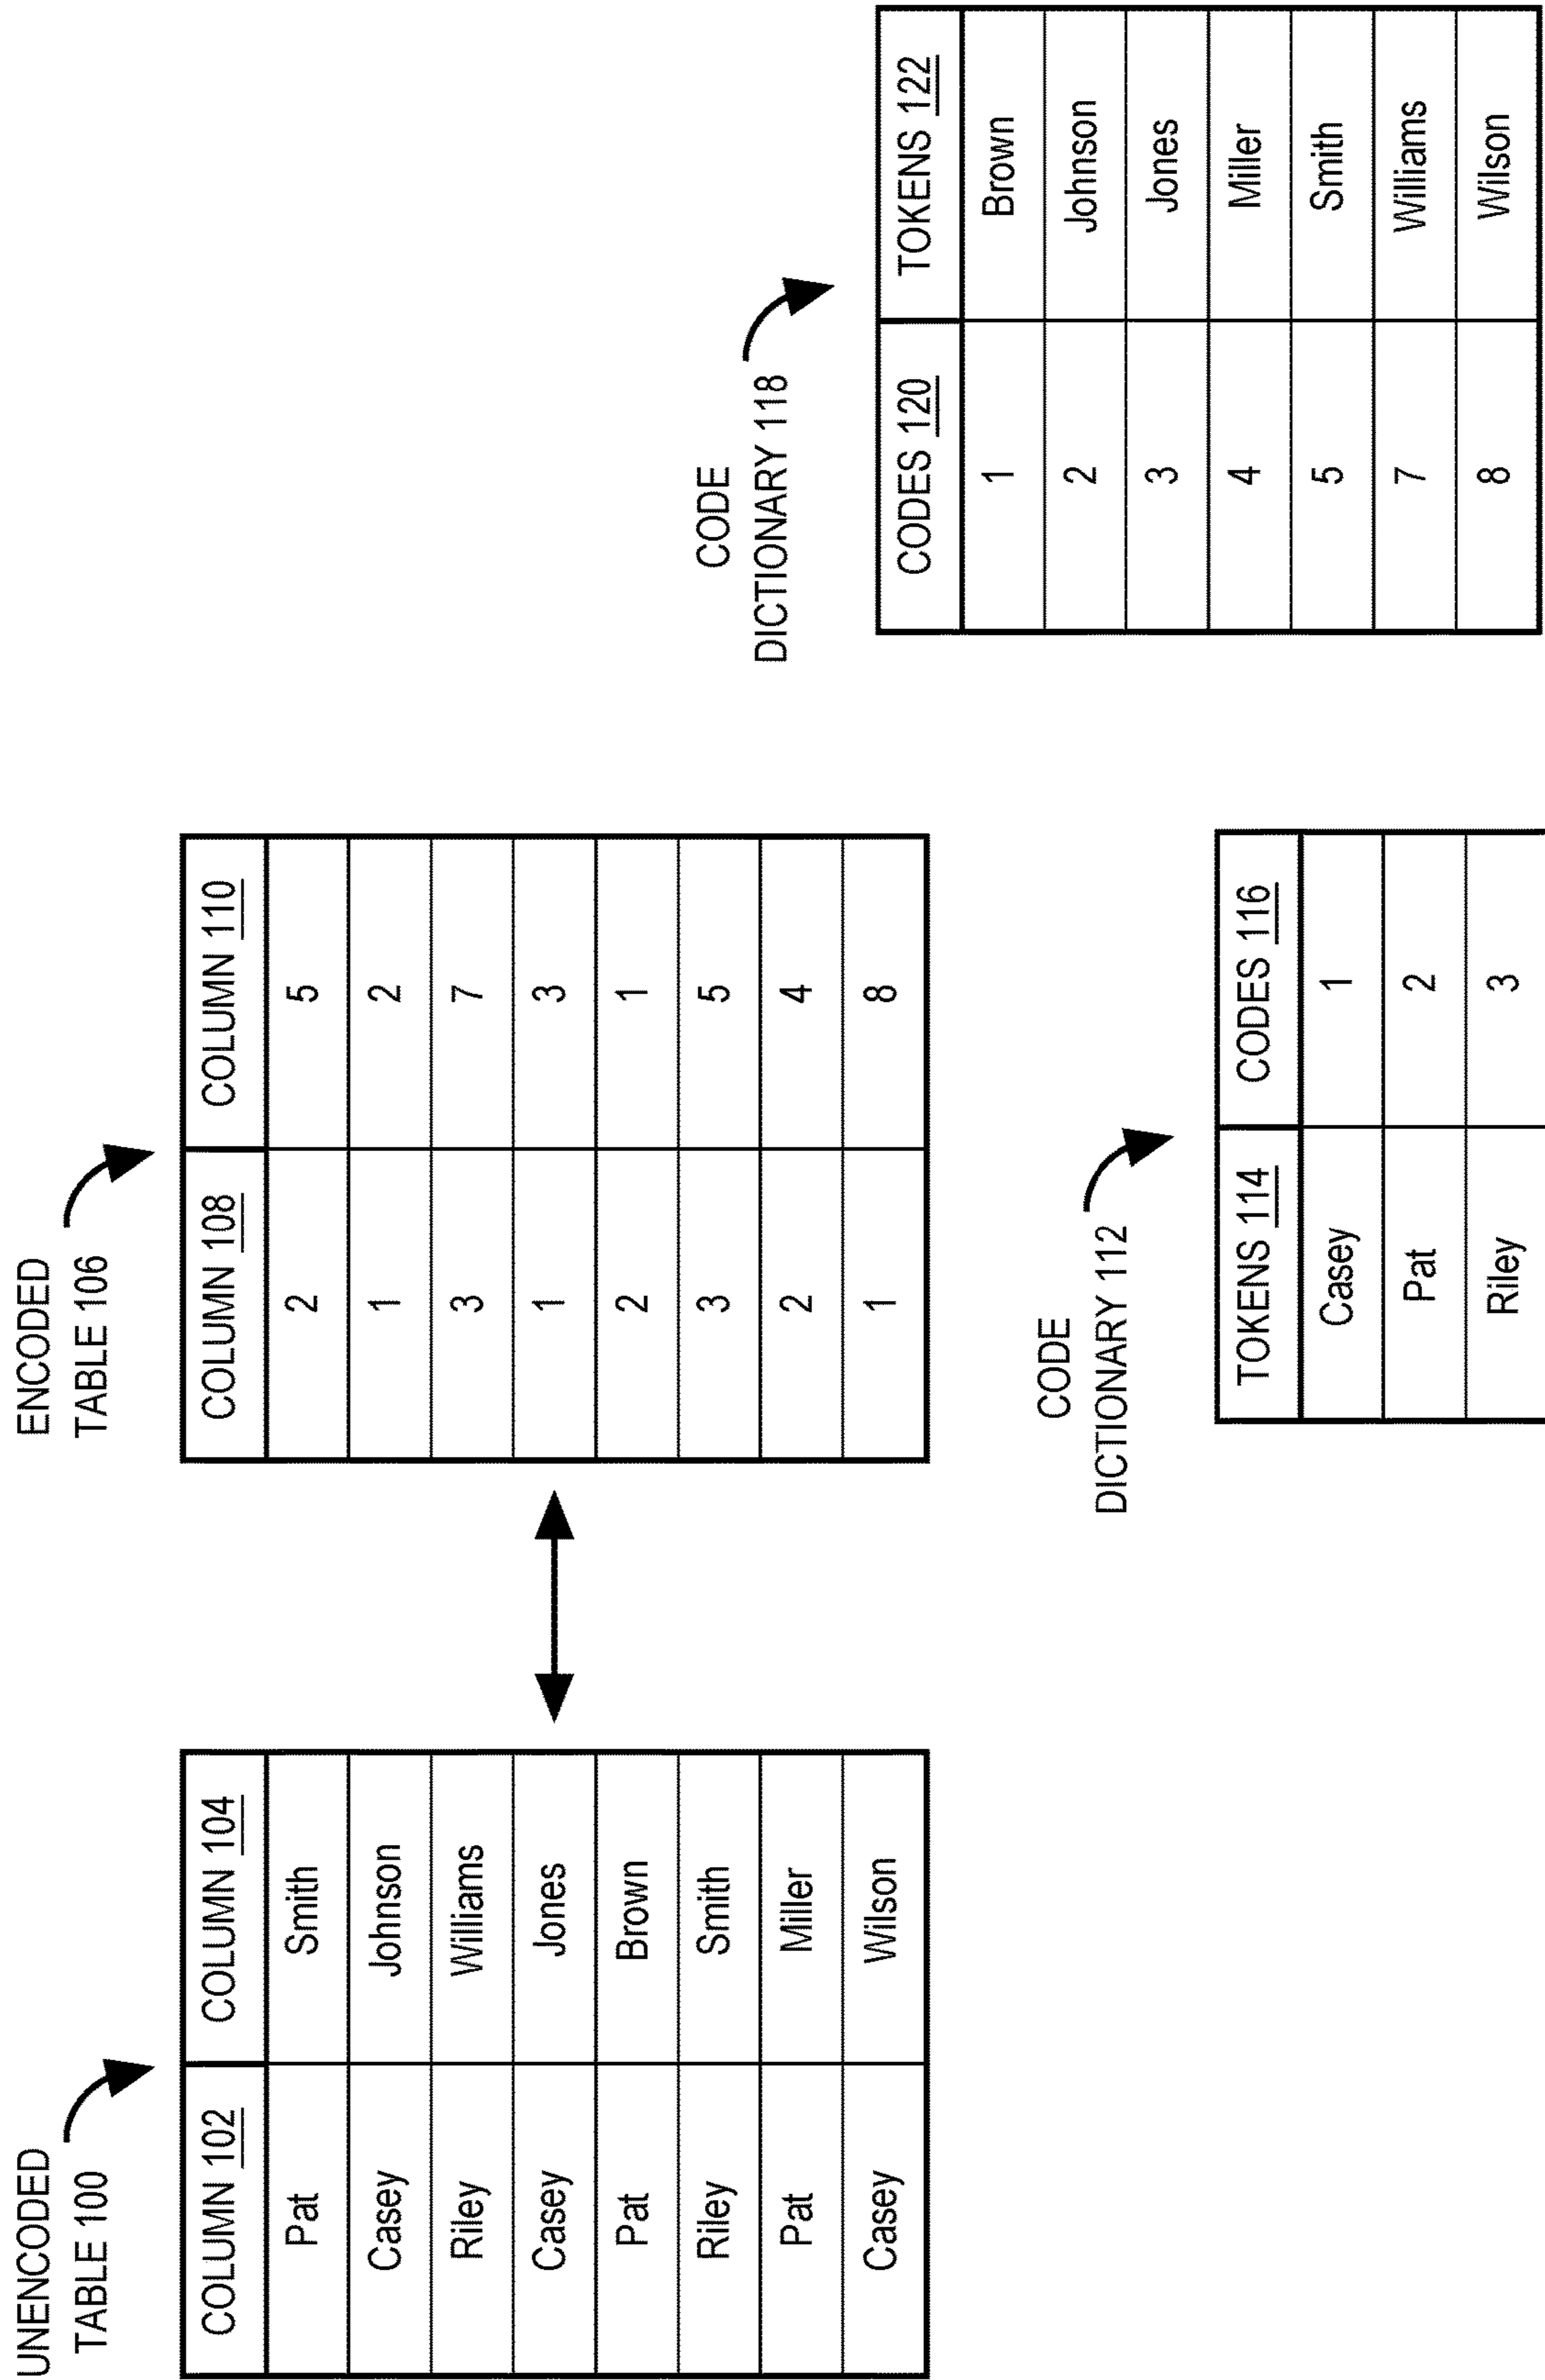 UNENCODED
TABLE 100
COLUMN 102 COLUMN 104
Pat Smith
Casey Johnson
Riley Williams
Casey Jones
Pat Brown
Riley Smith
Pat Miller
Casey Wilson
ENCODED
TABLE 106
COLUMN 108 COLUMN 110
2 5
1 2
3 7
1 3
2 1
3 5
2 4
1 8
CODE
DICTIONARY 112
TOKENS 114 CODES 116
Casey 1
Pat 2
Riley 3
CODE
DICTIONARY 118
CODES 120 TOKENS 122
1 Brown
2 Johnson
3 Jones
4 Miller
5 Smith
7 Williams
8 Wilson